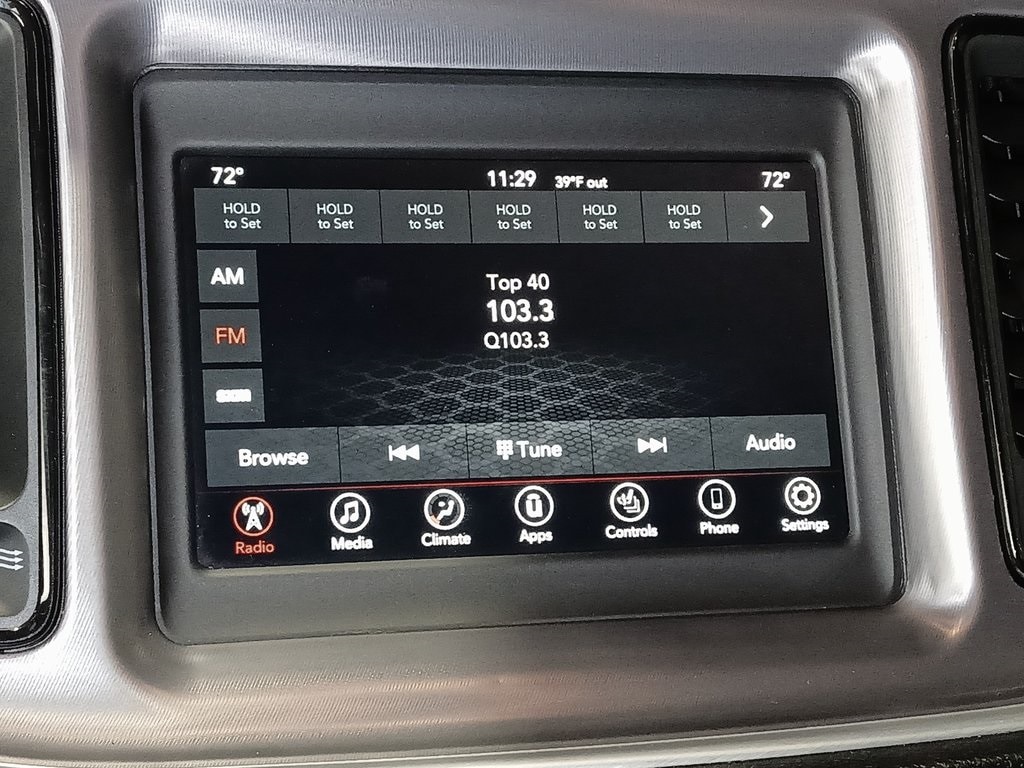 72° 11:29 39°F out 72°
HOLD HOLD HOLD HOLD HOLD HOLD
to Set to Set to Set to Set to Set to Set
AM
Top 40
103.3
FM
Q103.3
sxm
Browse Tune Audio
Radio Media Climate Apps Controls Phone Settings